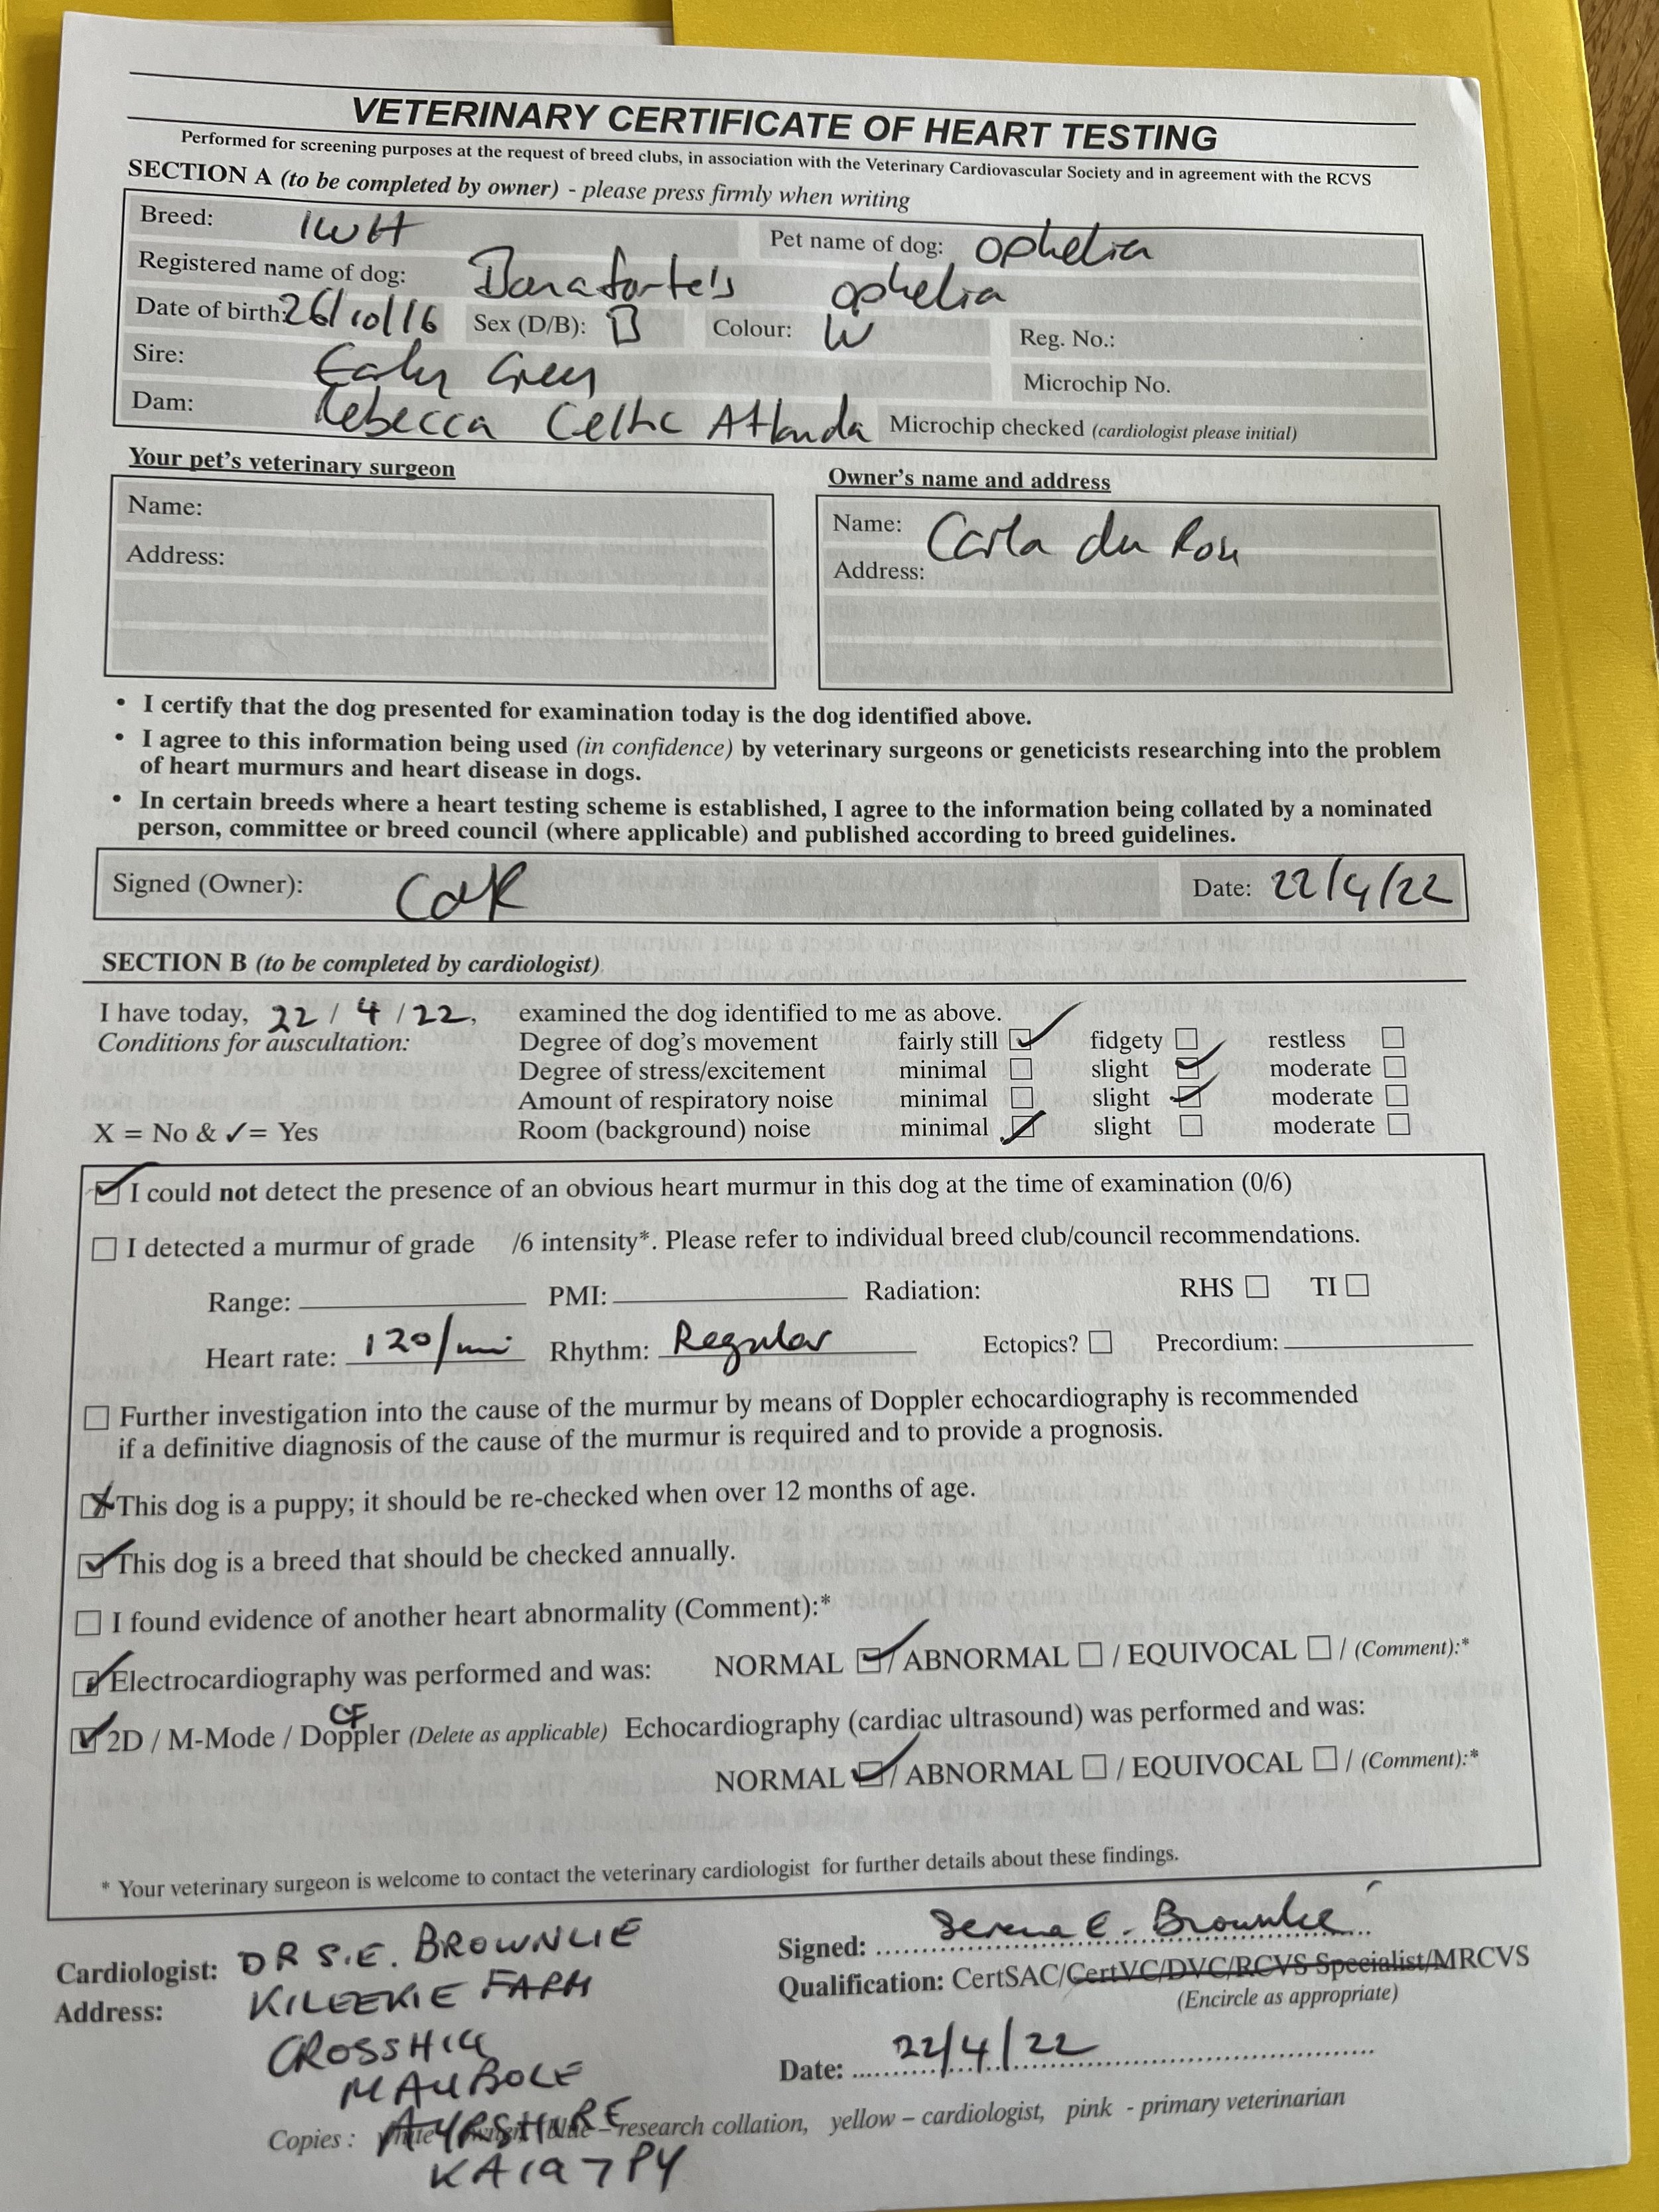 VETERINARY CERTIFICATE OF HEART TESTING
Performed for screening purposes at the request of breed clubs, in association with the Veterinary Cardiovascular Society and in agreement with the RCVS
SECTION A (to be completed by owner) - please press firmly when writing
Breed: IWH Pet name of dog: Ophelia
Registered name of dog: Danaforte's Ophelia
Date of birth: 26/10/16 Sex (D/B): B Colour: W Reg. No.:
Sire: Grey Microchip No.
Dam: Rebecca Celtic Microchip checked (cardiologist please initial)
Your pet's veterinary surgeon
Name:
Address:
Owner's name and address
Name: Carla du
Address:
• I certify that the dog presented for examination today is the dog identified above.
• I agree to this information being used (in confidence) by veterinary surgeons or geneticists researching into the problem
of heart murmurs and heart disease in dogs.
• In certain breeds where a heart testing scheme is established, I agree to the information being collated by a nominated
person, committee or breed council (where applicable) and published according to breed guidelines.
Signed (Owner): Date: 22/4/22
SECTION B (to be completed by cardiologist)
I have today, 22 / 4 / 22, examined the dog identified to me as above.
Conditions for auscultation: Degree of dog's movement fairly still ✓ fidgety restless
Degree of stress/excitement minimal slight ✓ moderate
Amount of respiratory noise minimal slight ✓ moderate
X = No & ✓= Yes Room (background) noise minimal ✓ slight moderate
✓ I could not detect the presence of an obvious heart murmur in this dog at the time of examination (0/6)
I detected a murmur of grade /6 intensity*. Please refer to individual breed club/council recommendations.
Range: PMI: Radiation: RHS TI
Heart rate: 120/min Rhythm: Regular Ectopics? Precordium:
Further investigation into the cause of the murmur by means of Doppler echocardiography is recommended
if a definitive diagnosis of the cause of the murmur is required and to provide a prognosis.
X This dog is a puppy; it should be re-checked when over 12 months of age.
✓ This dog is a breed that should be checked annually.
I found evidence of another heart abnormality (Comment):*
✓ Electrocardiography was performed and was: NORMAL ✓ / ABNORMAL / EQUIVOCAL / (Comment):*
CF
✓ 2D / M-Mode / Doppler (Delete as applicable) Echocardiography (cardiac ultrasound) was performed and was:
NORMAL ✓ / ABNORMAL / EQUIVOCAL / (Comment):*
* Your veterinary surgeon is welcome to contact the veterinary cardiologist for further details about these findings.
Cardiologist: DR S.E. BROWNLIE
Address: KILEEKIE FARM
CROSSHILL
MAYBOLE
AYRSHIRE
KA19 7PY
Signed: Serena E. Brownlie
Qualification: CertSAC/CertVC/DVC/RCVS Specialist/MRCVS
(Encircle as appropriate)
Date: 22/4/22
Copies: research collation, yellow – cardiologist, pink - primary veterinarian